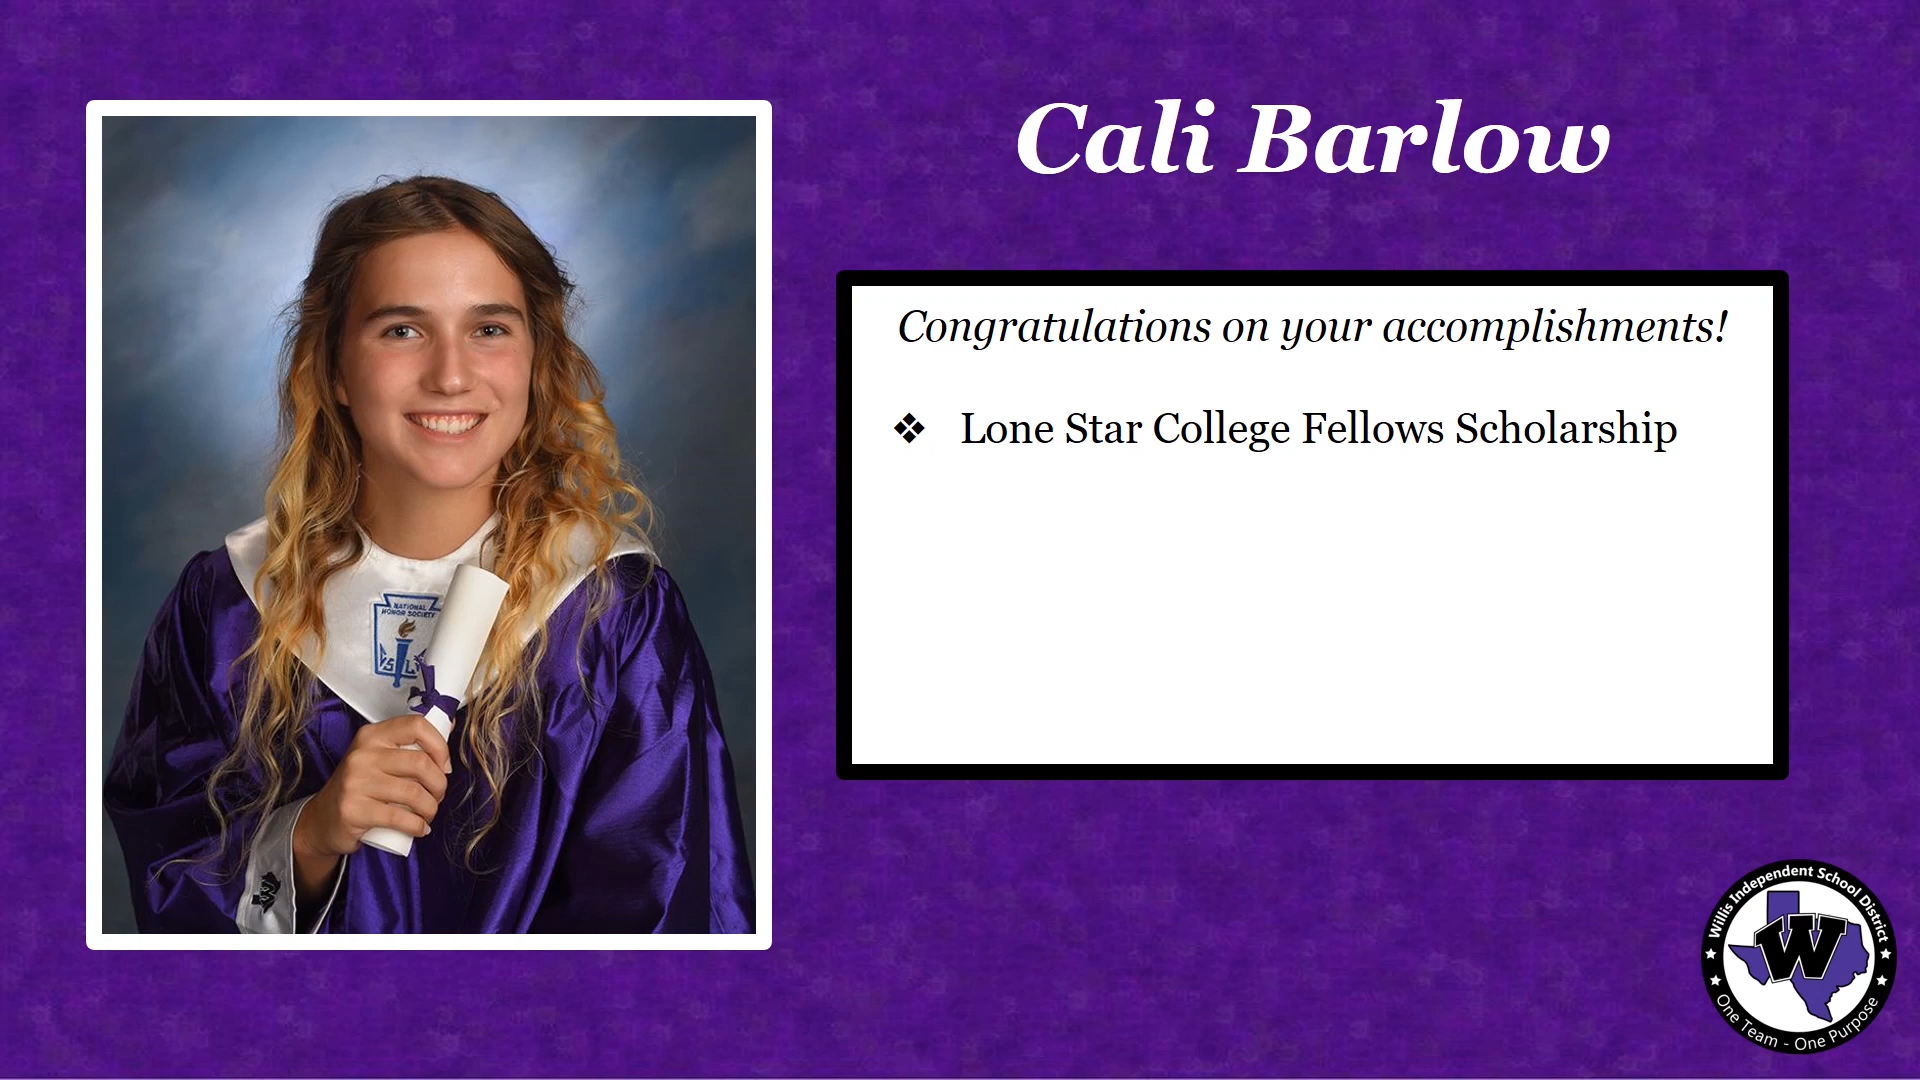 Cali Barlow
Congratulations on your accomplishments!
❖ Lone Star College Fellows Scholarship
NATIONAL
HONOR SOCIETY
S L
Willis Independent School District
W
One Team - One Purpose